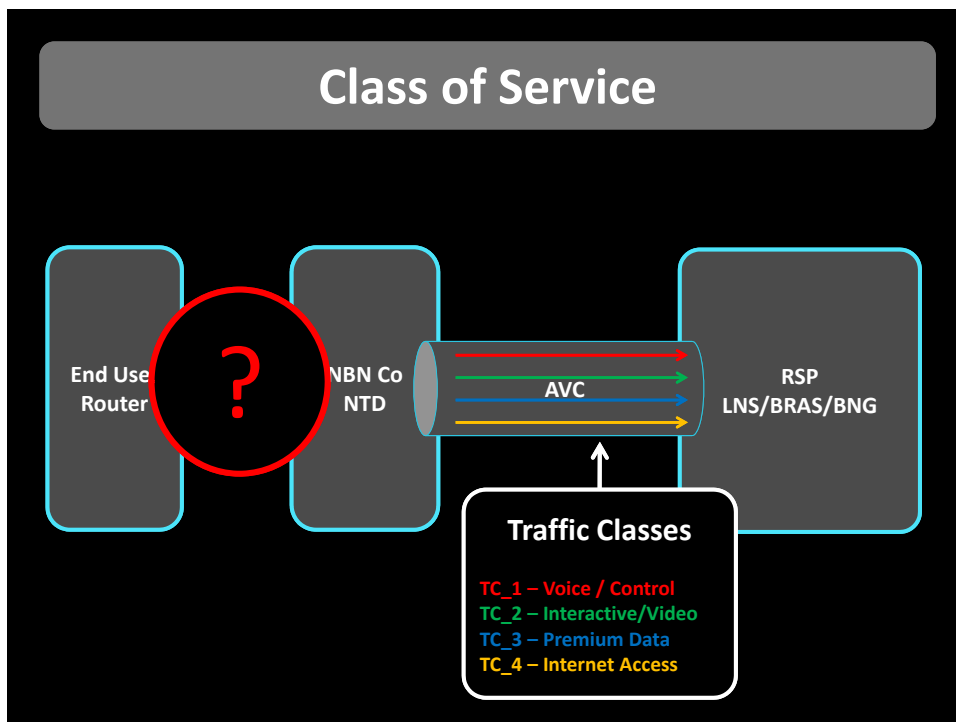 Class of Service
End Use
Router
?
NBN Co
NTD
AVC
RSP
LNS/BRAS/BNG
Traffic Classes
TC_1 – Voice / Control
TC_2 – Interactive/Video
TC_3 – Premium Data
TC_4 – Internet Access